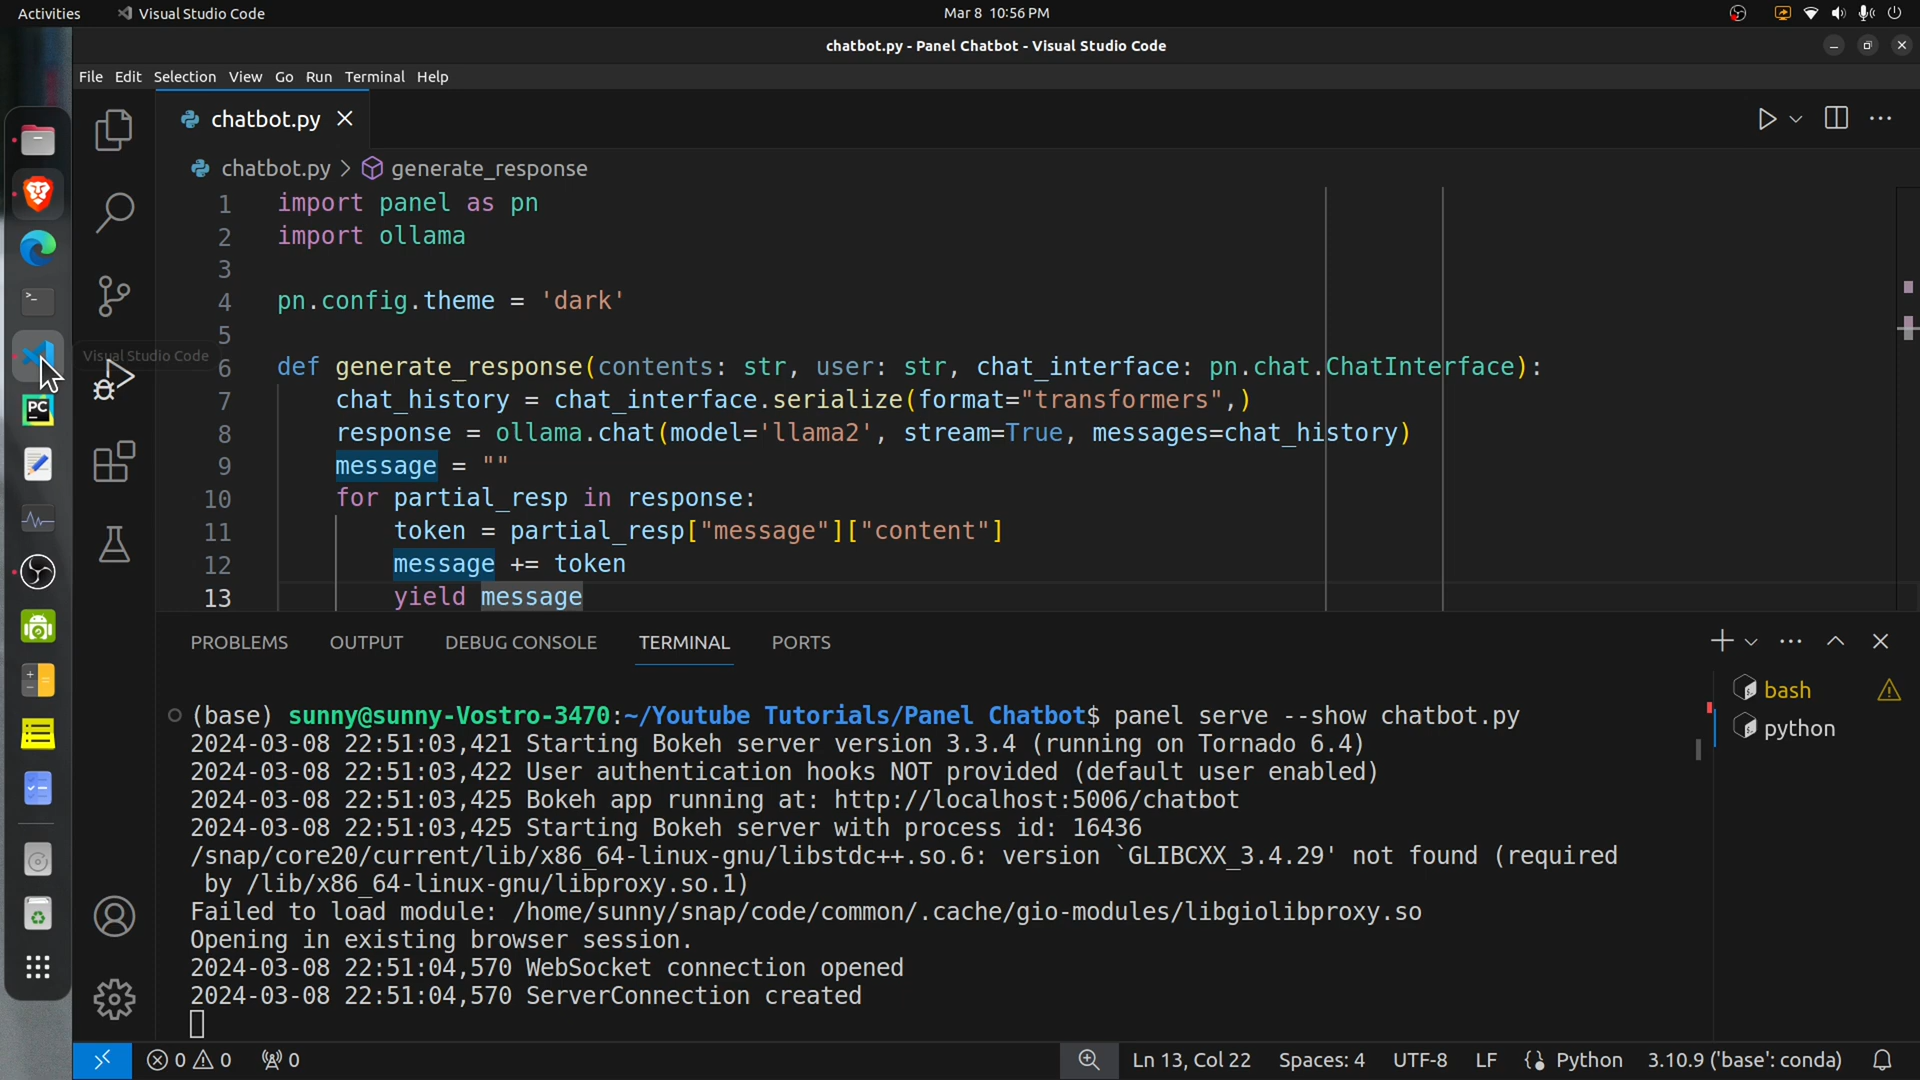 Activities Visual Studio Code Mar 8 10:56 PM
chatbot.py - Panel Chatbot - Visual Studio Code
File Edit Selection View Go Run Terminal Help
chatbot.py
chatbot.py > generate_response
1 import panel as pn
2 import ollama
3
4 pn.config.theme = 'dark'
5
Visual Studio Code
6 def generate_response(contents: str, user: str, chat_interface: pn.chat.ChatInterface):
7 chat_history = chat_interface.serialize(format="transformers",)
8 response = ollama.chat(model='llama2', stream=True, messages=chat_history)
9 message = ""
10 for partial_resp in response:
11 token = partial_resp["message"]["content"]
12 message += token
13 yield message
PC
PROBLEMS OUTPUT DEBUG CONSOLE TERMINAL PORTS
bash
python
(base) sunny@sunny-Vostro-3470:~/Youtube Tutorials/Panel Chatbot$ panel serve --show chatbot.py
2024-03-08 22:51:03,421 Starting Bokeh server version 3.3.4 (running on Tornado 6.4)
2024-03-08 22:51:03,422 User authentication hooks NOT provided (default user enabled)
2024-03-08 22:51:03,425 Bokeh app running at: http://localhost:5006/chatbot
2024-03-08 22:51:03,425 Starting Bokeh server with process id: 16436
/snap/core20/current/lib/x86_64-linux-gnu/libstdc++.so.6: version `GLIBCXX_3.4.29' not found (required
by /lib/x86_64-linux-gnu/libproxy.so.1)
Failed to load module: /home/sunny/snap/code/common/.cache/gio-modules/libgiolibproxy.so
Opening in existing browser session.
2024-03-08 22:51:04,570 WebSocket connection opened
2024-03-08 22:51:04,570 ServerConnection created
0 0 0 Ln 13, Col 22 Spaces: 4 UTF-8 LF Python 3.10.9 ('base': conda)